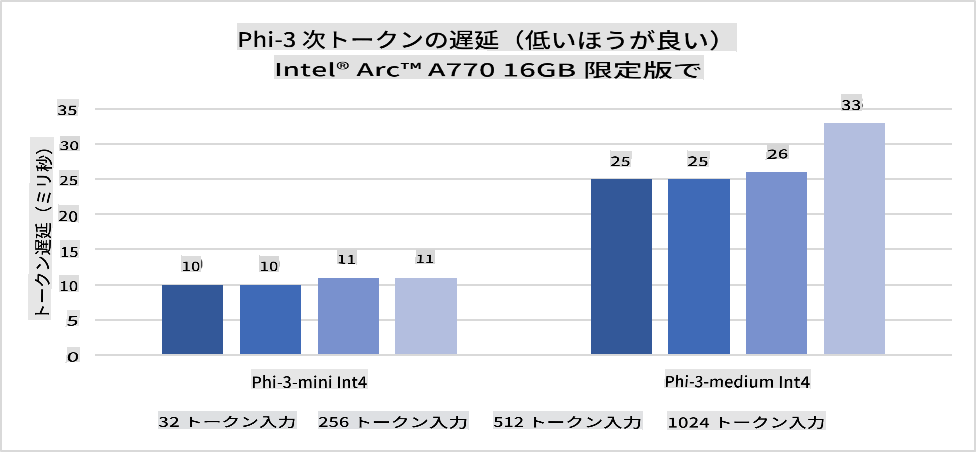 Phi-3 次トークンの遅延（低いほうが良い）
Intel® Arc™ A770 16GB 限定版で
トークン遅延（ミリ秒）
35
30
25
20
15
10
5
0
10
10
11
11
25
25
26
33
Phi-3-mini Int4
Phi-3-medium Int4
32 トークン入力
256 トークン入力
512 トークン入力
1024 トークン入力